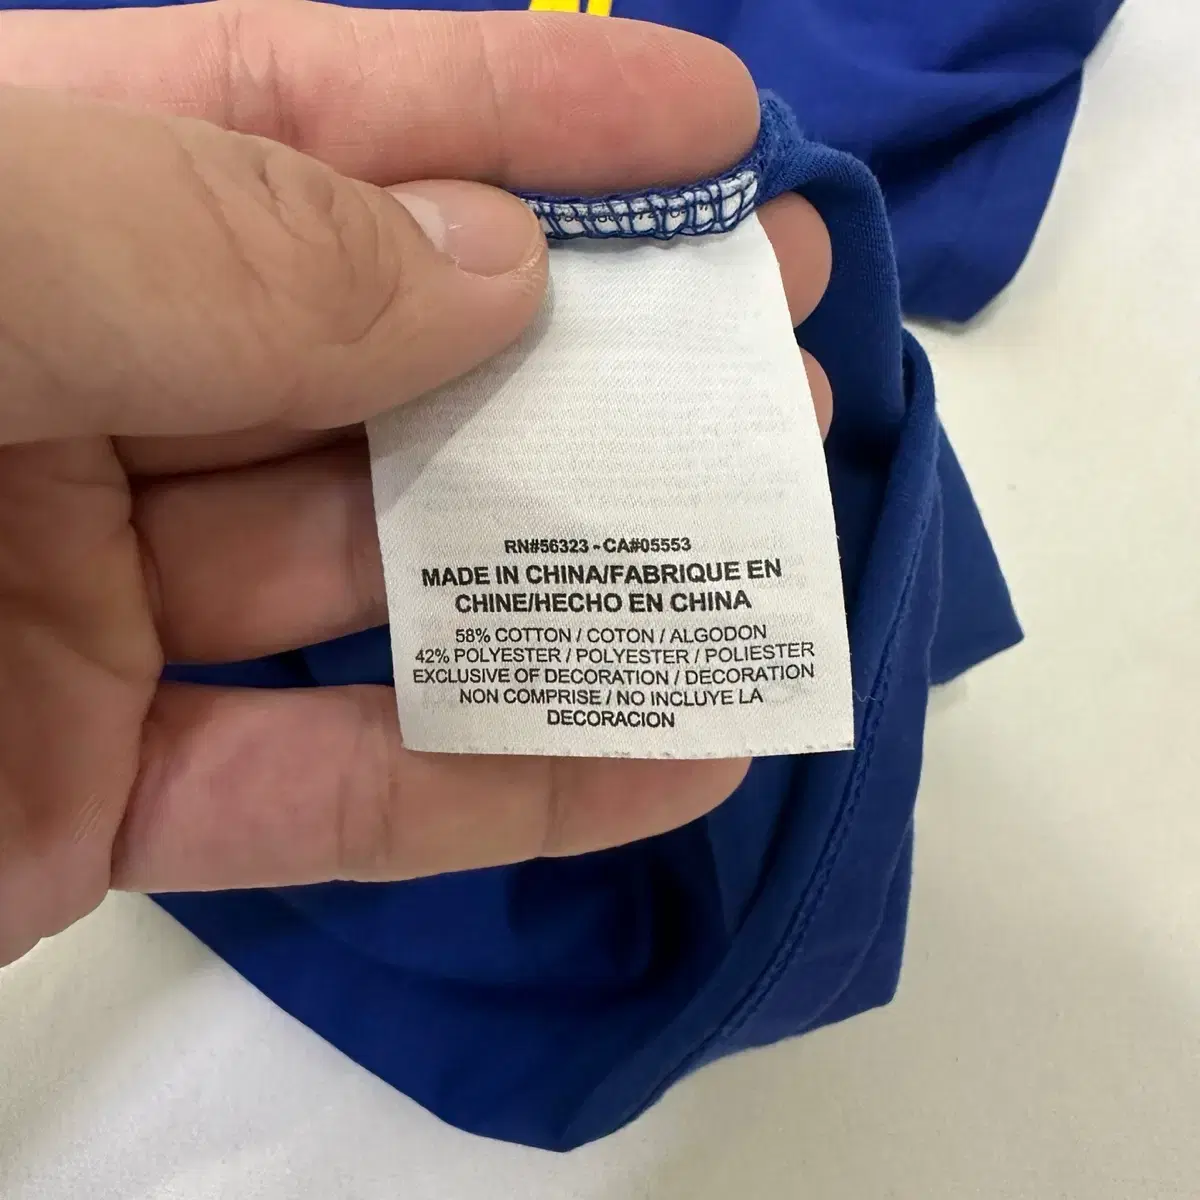 RN#56323 - CA#05553
MADE IN CHINA/FABRIQUE EN
CHINE/HECHO EN CHINA
58% COTTON / COTON / ALGODON
42% POLYESTER / POLYESTER / POLIESTER
EXCLUSIVE OF DECORATION / DECORATION
NON COMPRISE / NO INCLUYE LA
DECORACION